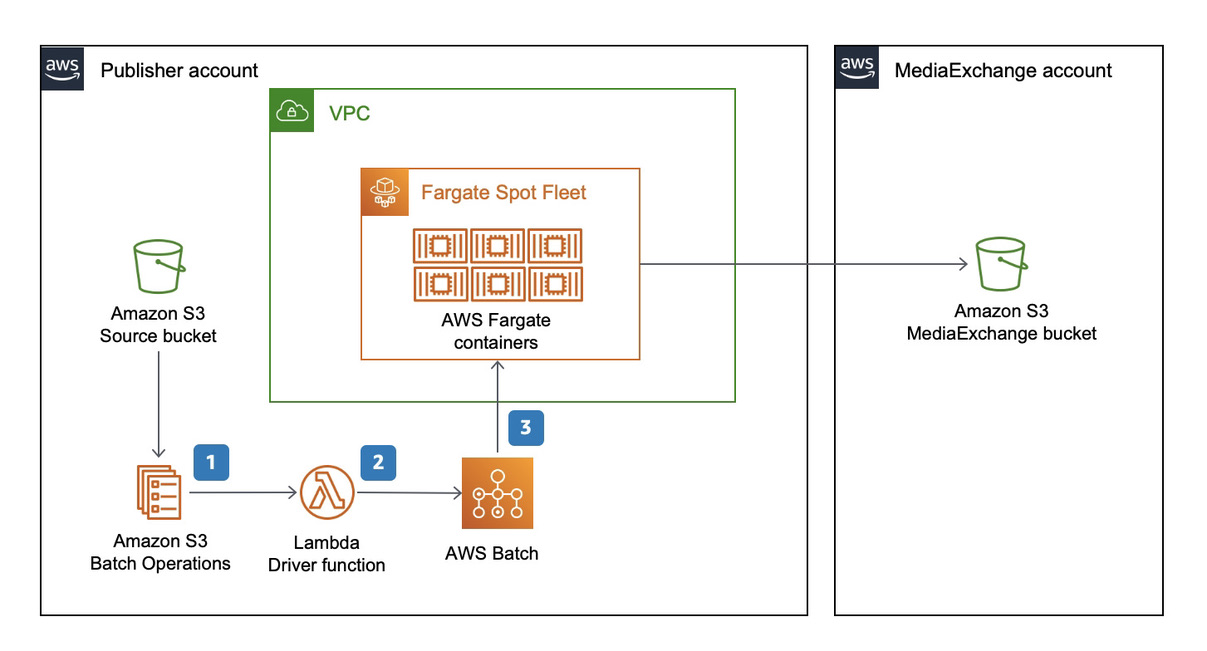 aws
Publisher account
aws
MediaExchange account
VPC
Fargate Spot Fleet
AWS Fargate
containers
Amazon S3
Source bucket
Amazon S3
MediaExchange bucket
3
1
2
Amazon S3
Batch Operations
Lambda
Driver function
AWS Batch